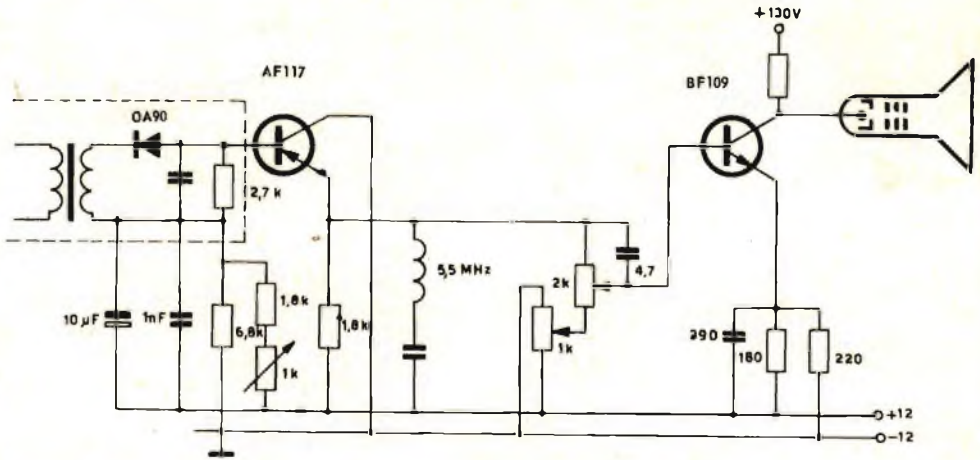 +130V
AF117
BF109
OA90
2,7 k
5,5 MHz
4,7
2k
10 µF
1nF
6,8k
1,8k
1,8k
1k
1k
390
180
220
+12
-12